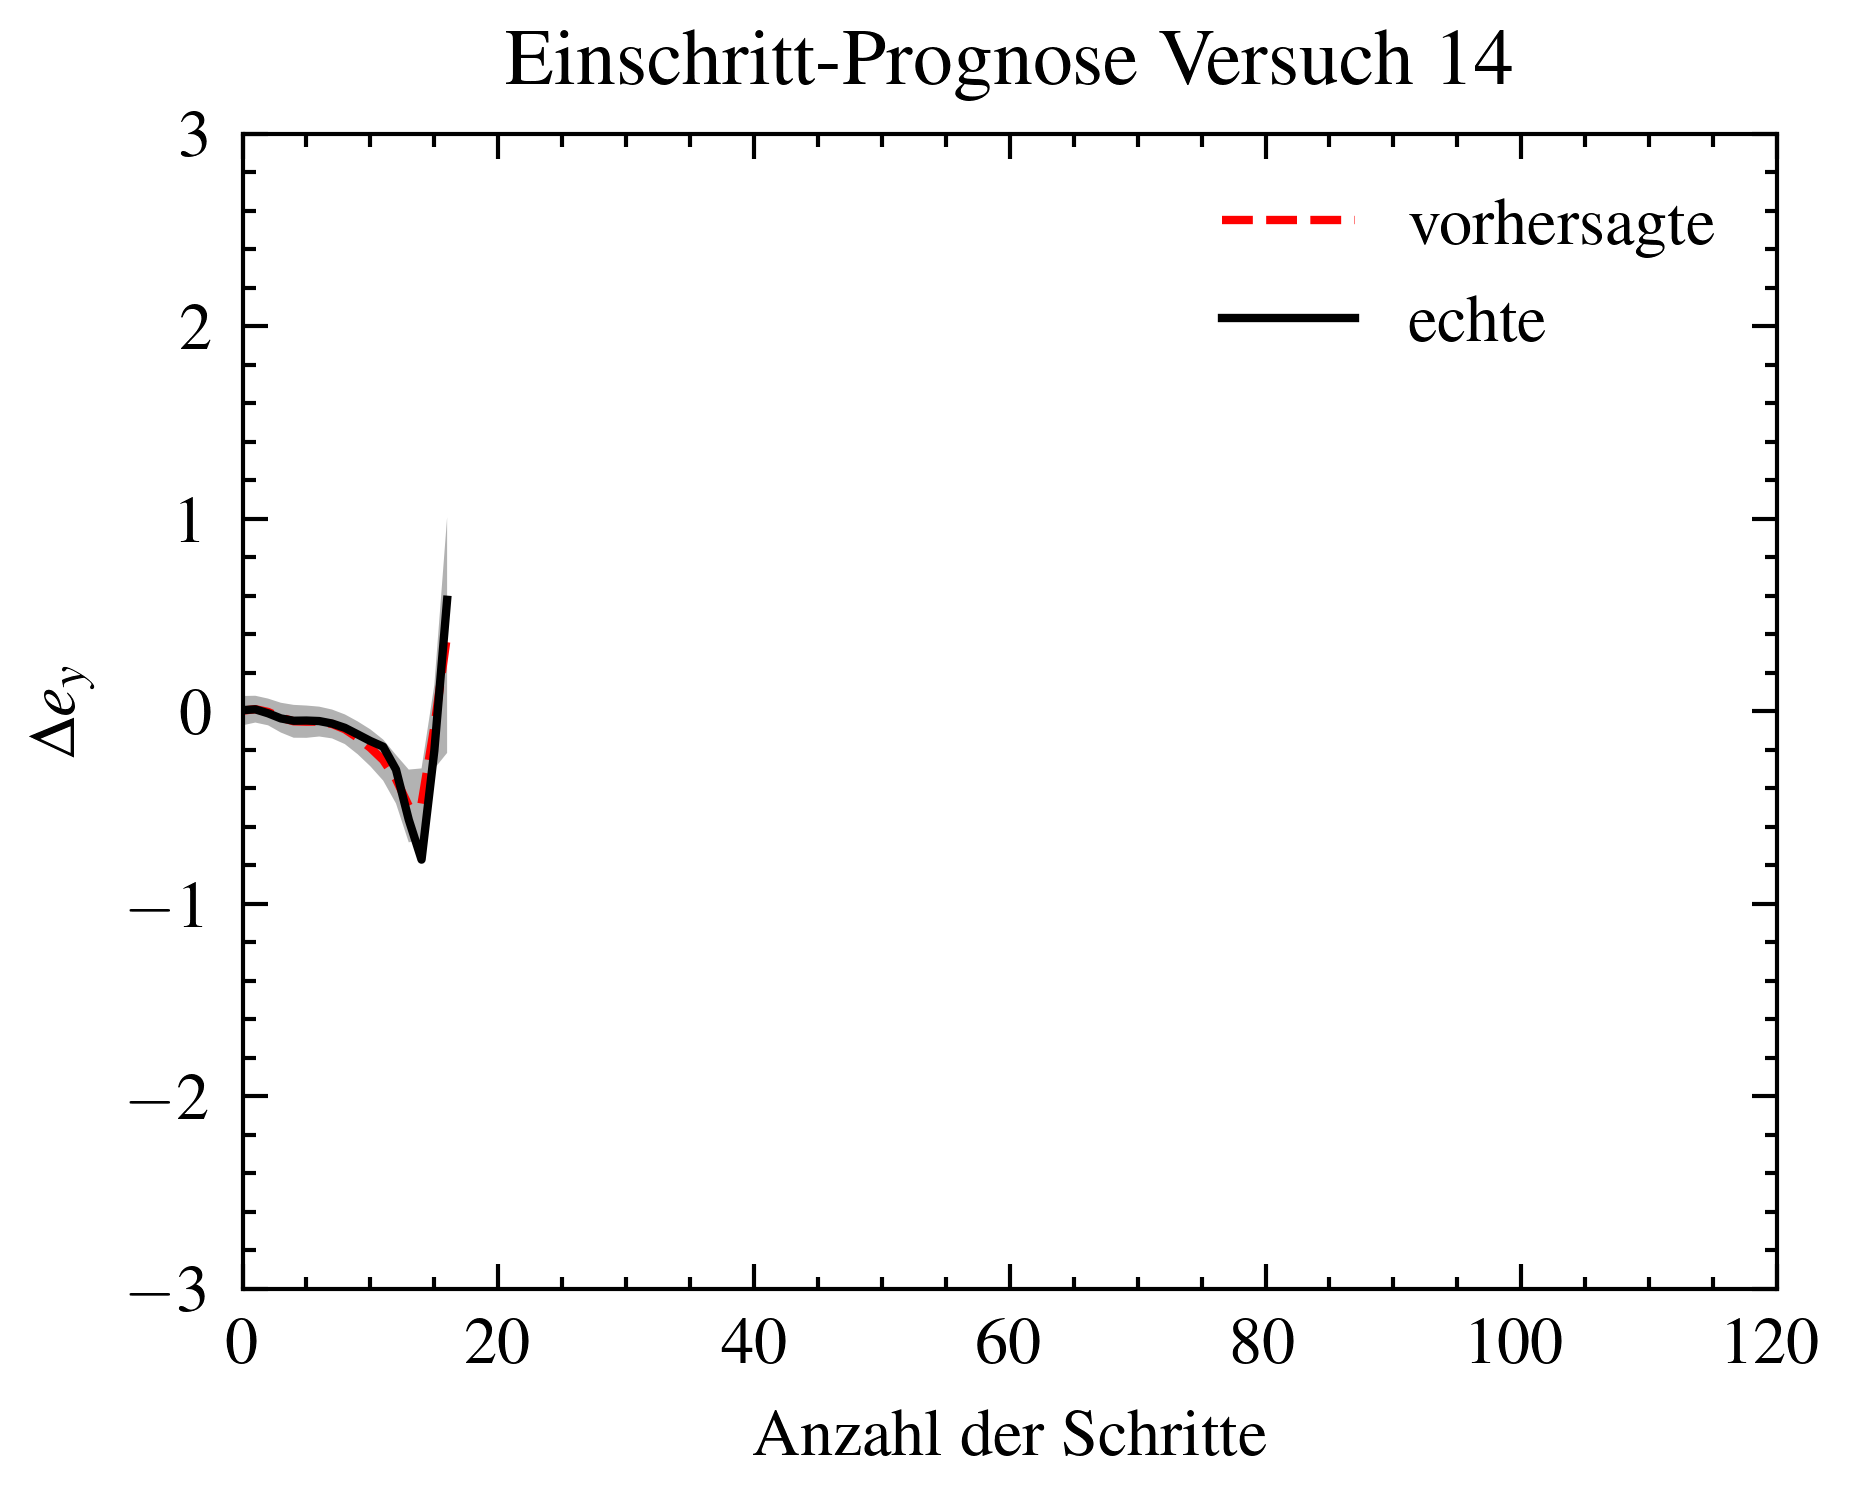 Einschritt-Prognose Versuch 14
3
2
1
0
−1
−2
−3
Δe_y
vorhersagte
echte
0 20 40 60 80 100 120
Anzahl der Schritte